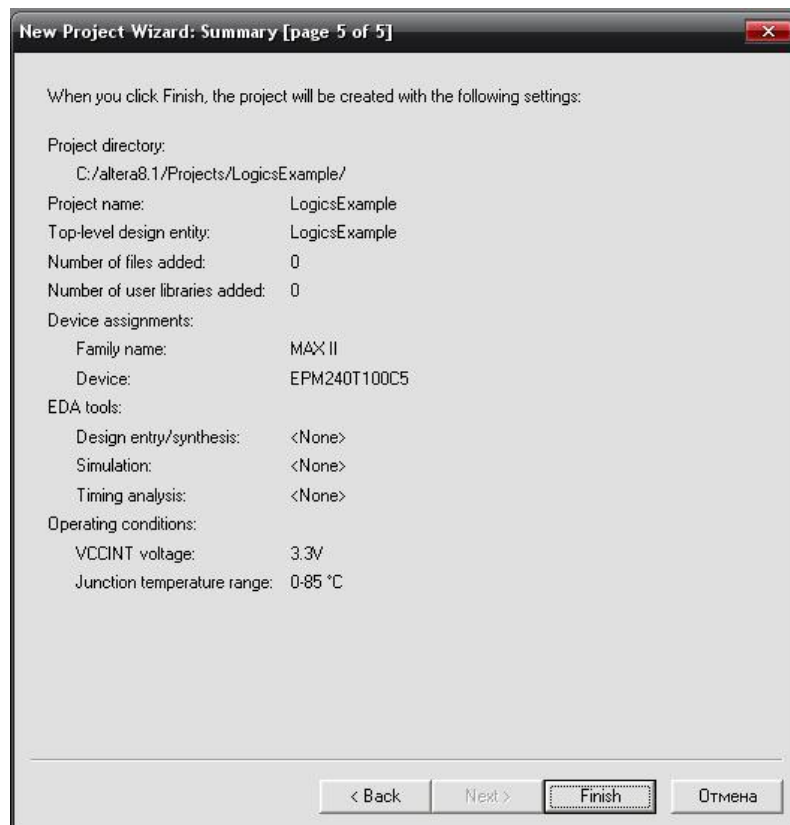 New Project Wizard: Summary [page 5 of 5]
When you click Finish, the project will be created with the following settings:
Project directory:
C:/altera8.1/Projects/LogicsExample/
Project name: LogicsExample
Top-level design entity: LogicsExample
Number of files added: 0
Number of user libraries added: 0
Device assignments:
Family name: MAX II
Device: EPM240T100C5
EDA tools:
Design entry/synthesis: <None>
Simulation: <None>
Timing analysis: <None>
Operating conditions:
VCCINT voltage: 3.3V
Junction temperature range: 0-85 °C
< Back Next > Finish Отмена